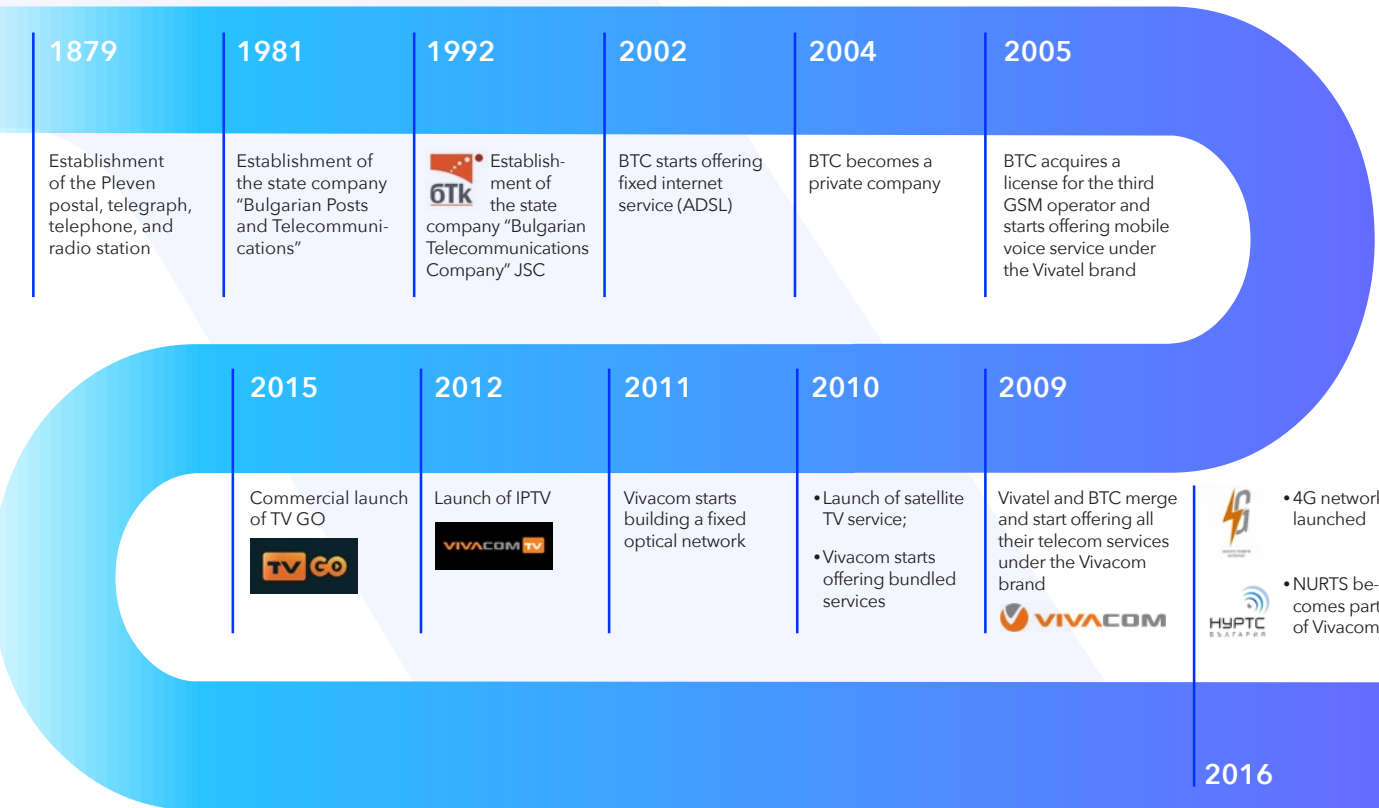 1879
Establishment
of the Pleven
postal, telegraph,
telephone, and
radio station
1981
Establishment of
the state company
“Bulgarian Posts
and Telecommuni-
cations”
1992
бTk
Establish-
ment of
the state
company “Bulgarian
Telecommunications
Company” JSC
2002
BTC starts offering
fixed internet
service (ADSL)
2004
BTC becomes a
private company
2005
BTC acquires a
license for the third
GSM operator and
starts offering mobile
voice service under
the Vivatel brand
2009
Vivatel and BTC merge
and start offering all
their telecom services
under the Vivacom
brand
VIVACOM
2010
• Launch of satellite
TV service;
• Vivacom starts
offering bundled
services
2011
Vivacom starts
building a fixed
optical network
2012
Launch of IPTV
VIVACOM TV
2015
Commercial launch
of TV GO
TV GO
2016
• 4G network
launched
НУРТС
БЪЛГАРИЯ
• NURTS be-
comes part
of Vivacom